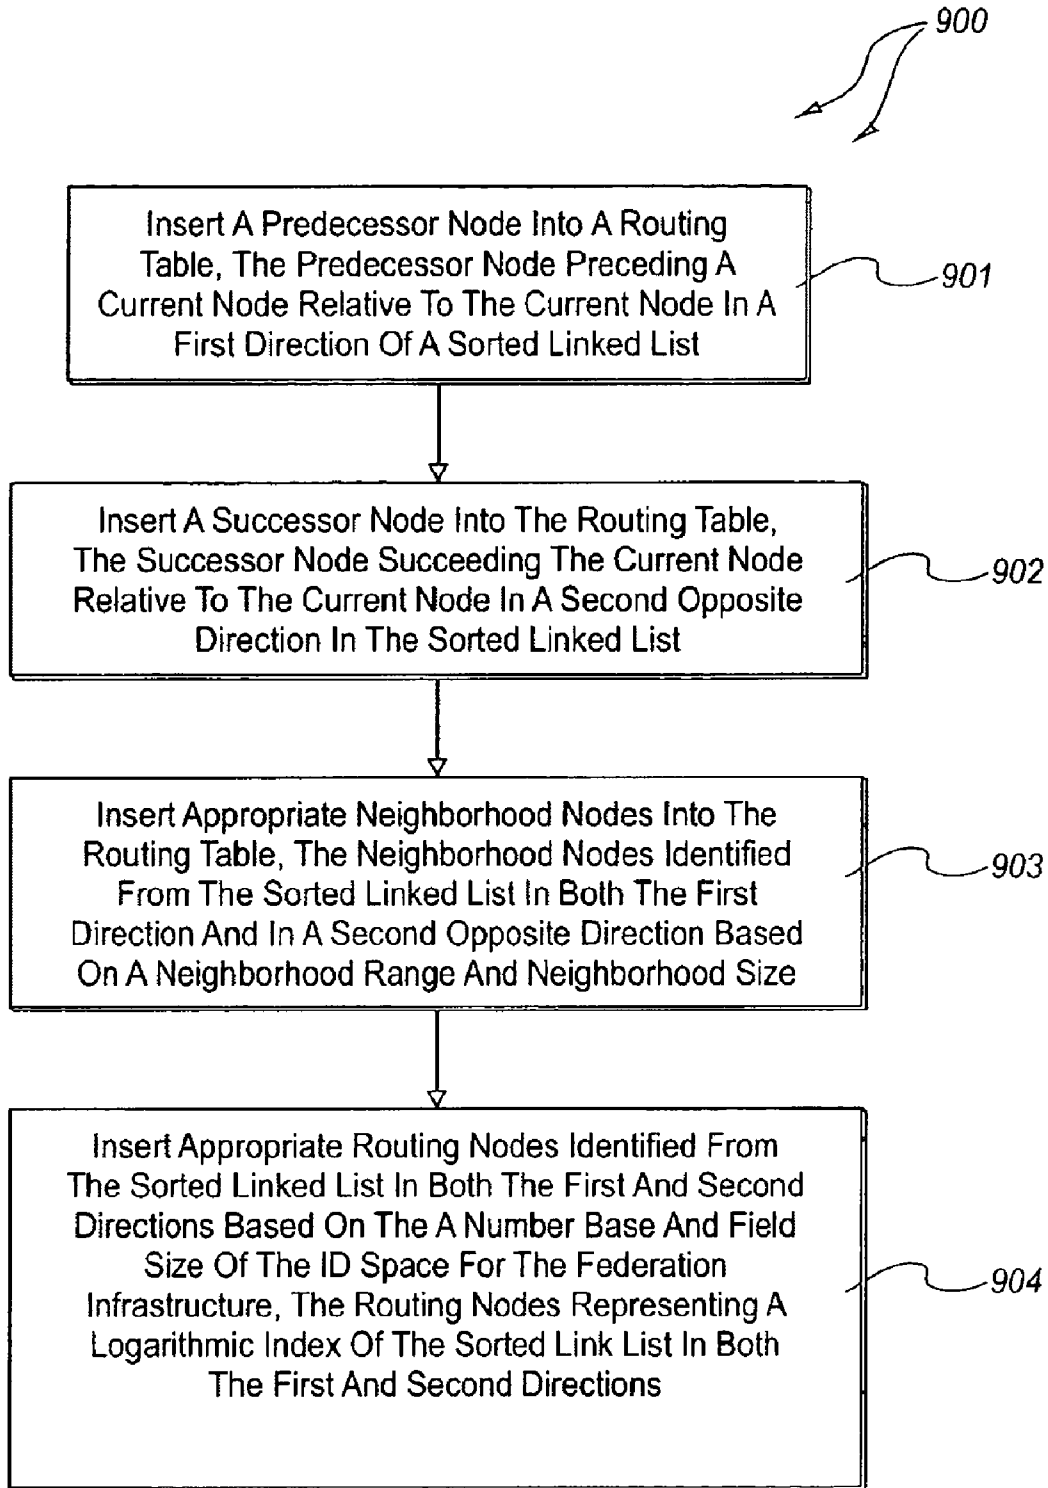 900
Insert A Predecessor Node Into A Routing
Table, The Predecessor Node Preceding A
Current Node Relative To The Current Node In A
First Direction Of A Sorted Linked List
901
Insert A Successor Node Into The Routing Table,
The Successor Node Succeeding The Current Node
Relative To The Current Node In A Second Opposite
Direction In The Sorted Linked List
902
Insert Appropriate Neighborhood Nodes Into The
Routing Table, The Neighborhood Nodes Identified
From The Sorted Linked List In Both The First
Direction And In A Second Opposite Direction Based
On A Neighborhood Range And Neighborhood Size
903
Insert Appropriate Routing Nodes Identified From
The Sorted Linked List In Both The First And Second
Directions Based On The A Number Base And Field
Size Of The ID Space For The Federation
Infrastructure, The Routing Nodes Representing A
Logarithmic Index Of The Sorted Link List In Both
The First And Second Directions
904